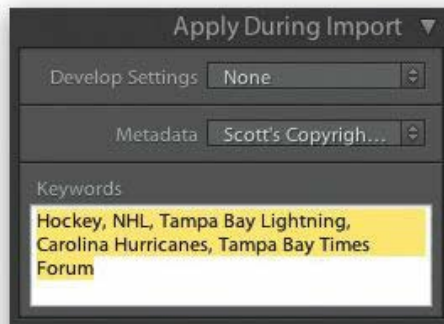 Apply During Import
Develop Settings None
Metadata Scott's Copyrigh...
Keywords
Hockey, NHL, Tampa Bay Lightning,
Carolina Hurricanes, Tampa Bay Times
Forum